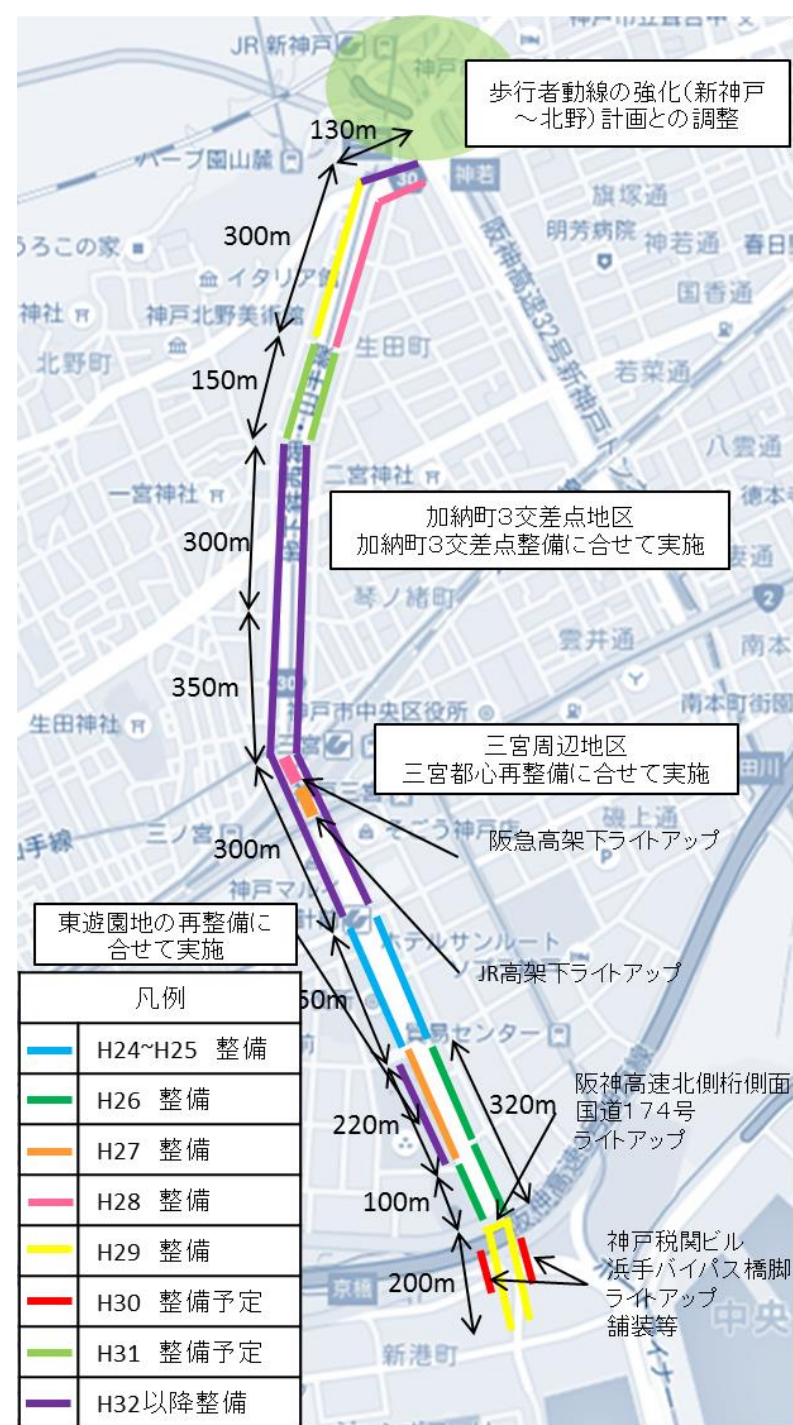 JR 新神戸
歩行者動線の強化(新神戸
～北野)計画との調整
130m
ハーブ園山麓
30
神若
旗塚通
300m
明芳病院
神若通
うろこの家
イタリア館
阪神高速32号新神戸
国香通
神社
神戸北野美術館
生田町
北野町
150m
若菜通
八雲通
二宮神社
一宮神社
加納町３交差点地区
加納町３交差点整備に合せて実施
300m
琴ノ緒町
2
雲井通
南本
350m
30
神戸市中央区役所
南本町街園
生田神社
三宮周辺地区
三宮都心再整備に合せて実施
磯上通
三ノ宮
そごう神戸店
阪急高架下ライトアップ
300m
神戸マルイ
東遊園地の再整備に
合せて実施
ホテルサンルート
JR高架下ライトアップ
凡例
50m
貿易センター
H24~H25 整備
H26 整備
H27 整備
H28 整備
H29 整備
H30 整備予定
H31 整備予定
H32以降整備
320m
阪神高速北側桁側面
国道１７４号
ライトアップ
220m
100m
200m
京橋
神戸税関ビル
浜手バイパス橋脚
ライトアップ
舗装等
中央
新港町